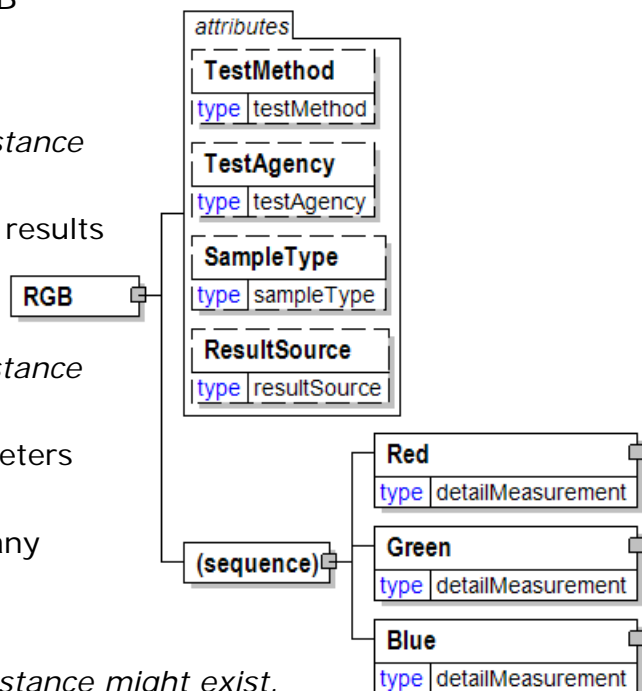 B
stance
results
stance
eters
any
stance might exist.
attributes
TestMethod
type testMethod
TestAgency
type testAgency
SampleType
type sampleType
ResultSource
type resultSource
RGB
(sequence)
Red
type detailMeasurement
Green
type detailMeasurement
Blue
type detailMeasurement